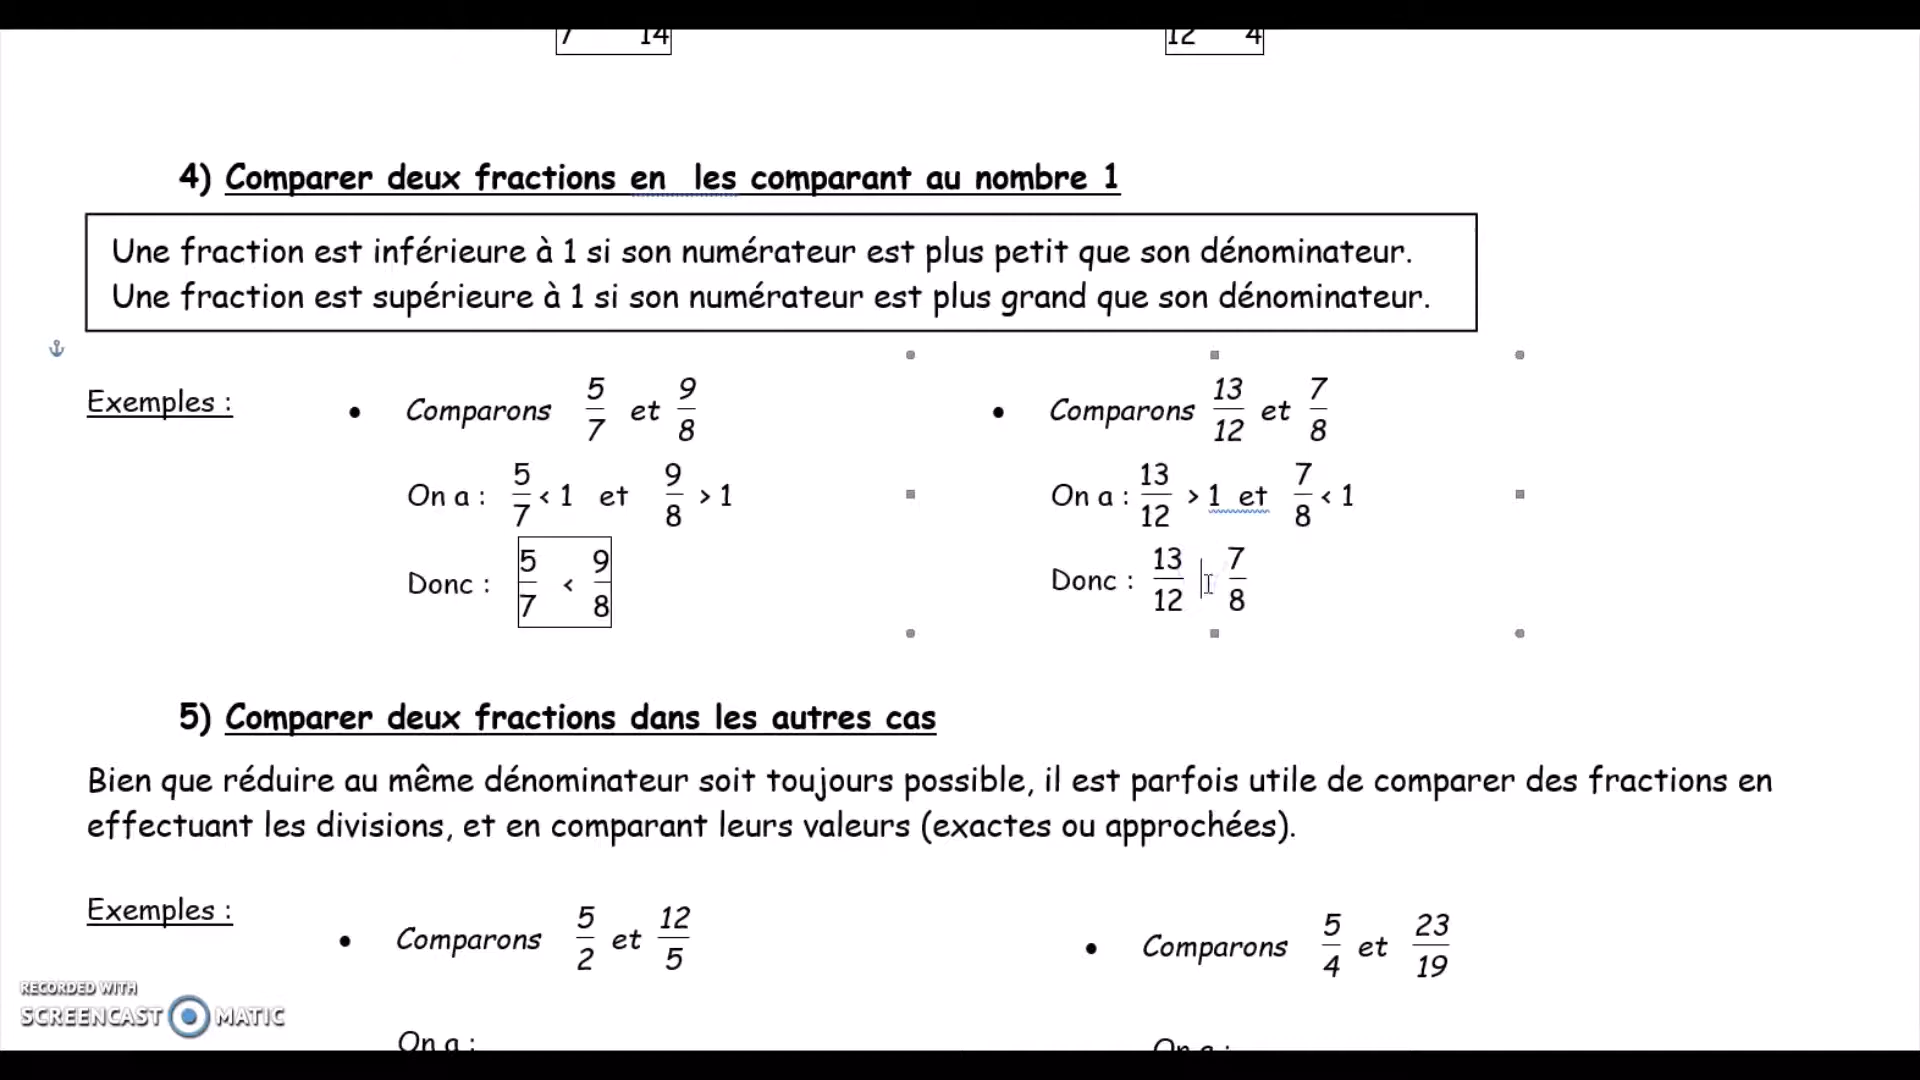 7 14 12 4
4) Comparer deux fractions en les comparant au nombre 1
Une fraction est inférieure à 1 si son numérateur est plus petit que son dénominateur.
Une fraction est supérieure à 1 si son numérateur est plus grand que son dénominateur.
Exemples :
• Comparons 5/7 et 9/8
On a : 5/7 < 1 et 9/8 > 1
Donc : 5/7 < 9/8
• Comparons 13/12 et 7/8
On a : 13/12 > 1 et 7/8 < 1
Donc : 13/12 7/8
5) Comparer deux fractions dans les autres cas
Bien que réduire au même dénominateur soit toujours possible, il est parfois utile de comparer des fractions en
effectuant les divisions, et en comparant leurs valeurs (exactes ou approchées).
Exemples :
• Comparons 5/2 et 12/5
On a :
• Comparons 5/4 et 23/19
On a :
RECORDED WITH
SCREENCAST MATIC